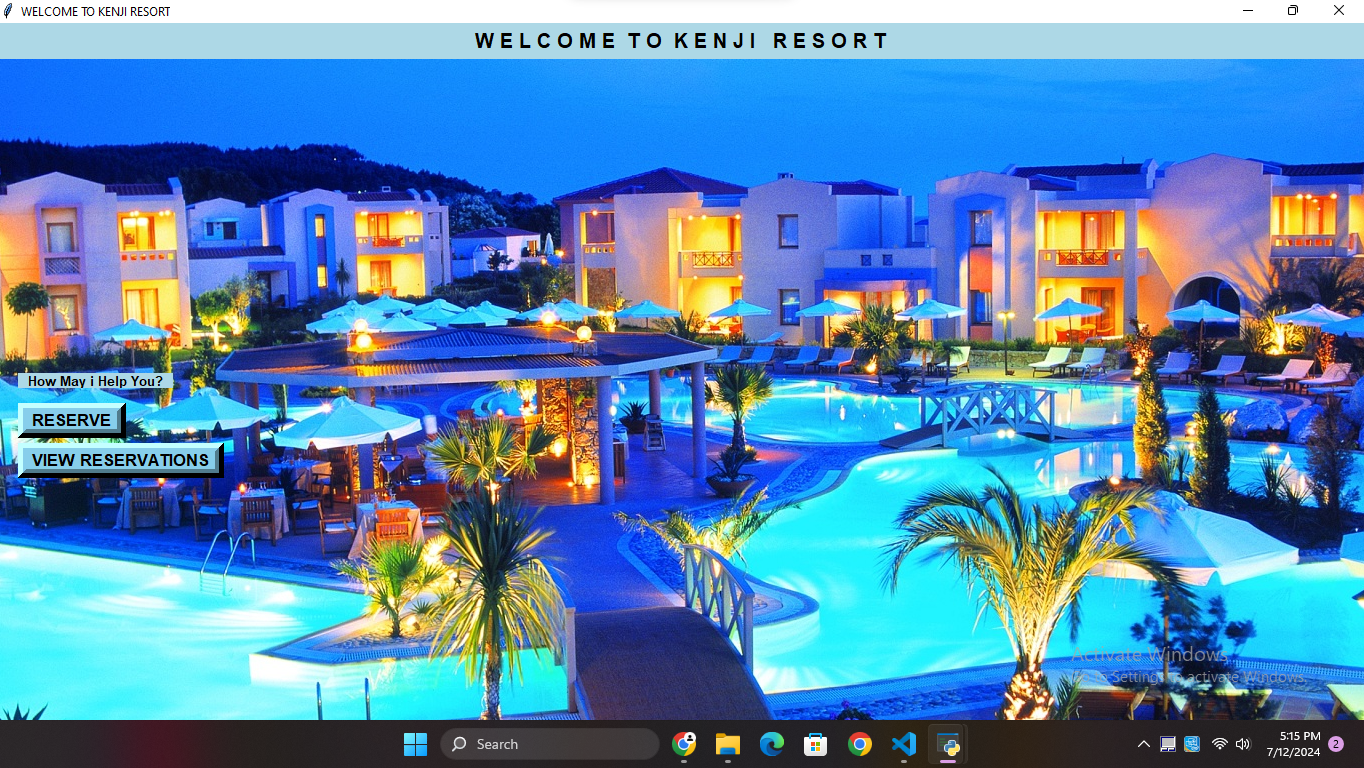 WELCOME TO KENJI RESORT
WELCOME TO KENJI RESORT
How May i Help You?
RESERVE
VIEW RESERVATIONS
Activate Windows
Go to Settings to activate Windows.
Search
5:15 PM
7/12/2024
2